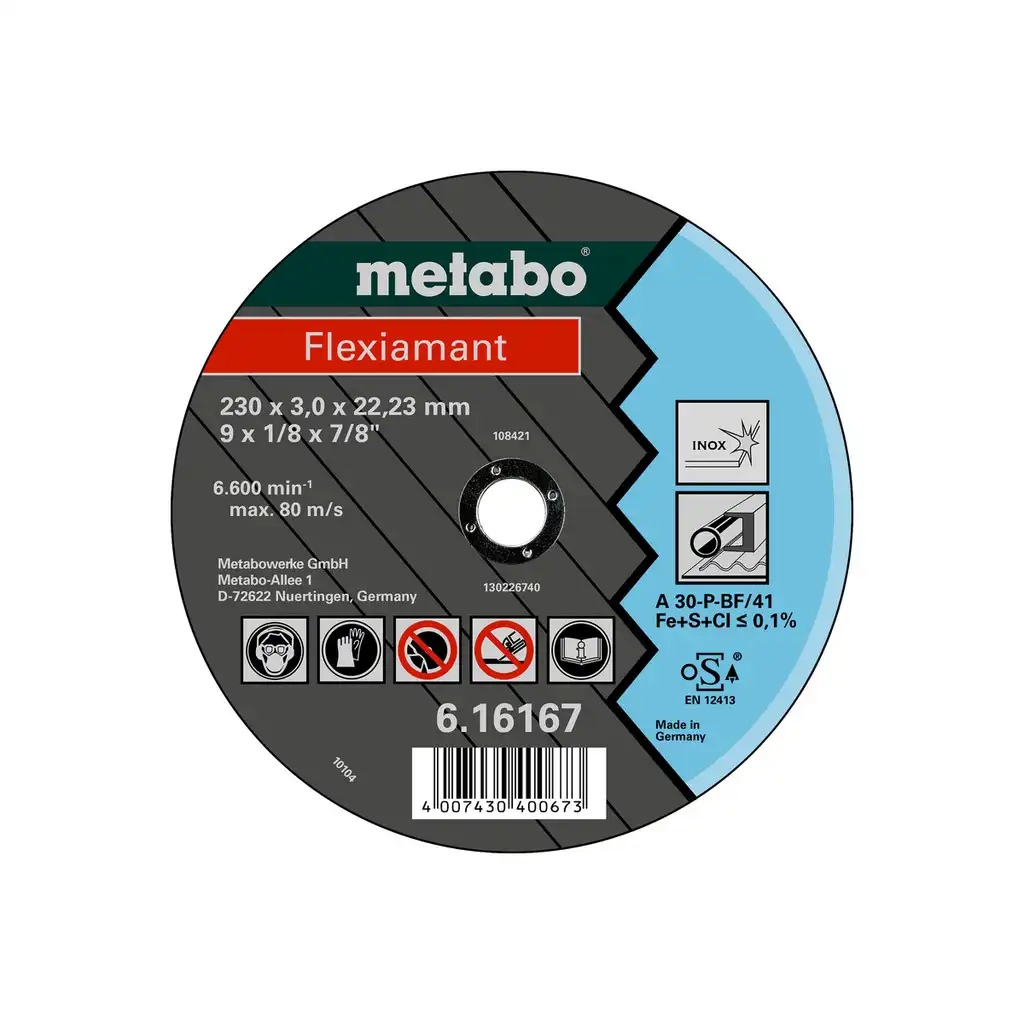 metabo®
Flexiamant
230 x 3,0 x 22,23 mm
9 x 1/8 x 7/8"
108421
6.600 min-1
max. 80 m/s
Metabowerke GmbH
Metabo-Allee 1
D-72622 Nuertingen, Germany
130226740
INOX
A 30-P-BF/41
Fe+S+Cl ≤ 0,1%
oSa®
EN 12413
Made in
Germany
6.16167
10104
4 007430 400673